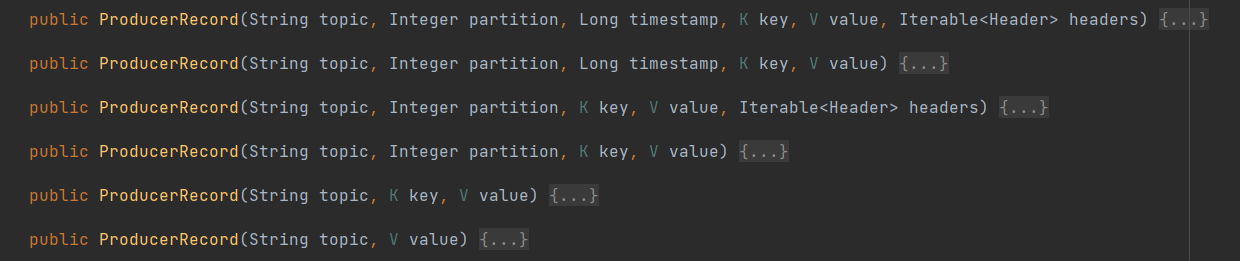 public ProducerRecord(String topic, Integer partition, Long timestamp, K key, V value, Iterable<Header> headers) {...}
public ProducerRecord(String topic, Integer partition, Long timestamp, K key, V value) {...}
public ProducerRecord(String topic, Integer partition, K key, V value, Iterable<Header> headers) {...}
public ProducerRecord(String topic, Integer partition, K key, V value) {...}
public ProducerRecord(String topic, K key, V value) {...}
public ProducerRecord(String topic, V value) {...}